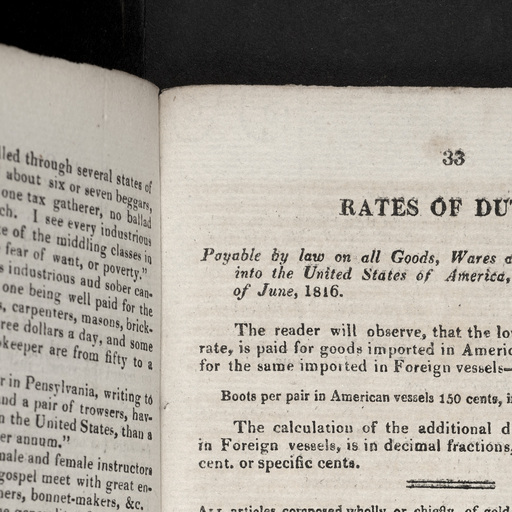 lled through several states of
about six or seven beggars,
one tax gatherer, no ballad
ch. I see every industrious
e of the middling classes in
fear of want, or poverty."
s industrious and sober can-
one being well paid for the
s, carpenters, masons, brick-
ree dollars a day, and some
keeper are from fifty to a
r in Pensylvania, writing to
nd a pair of trowsers, hav-
n the United States, than a
er annum."
nale and female instructors
gospel meet with great en-
ners, bonnet-makers, &c.
33
RATES OF DUT
Payable by law on all Goods, Wares a
into the United States of America,
of June, 1816.
The reader will observe, that the lo
rate, is paid for goods imported in Americ
for the same imported in Foreign vessels—
Boots per pair in American vessels 150 cents, i
The calculation of the additional d
in Foreign vessels, is in decimal fractions,
cent. or specific cents.
All articles composed wholly or chiefly of gold